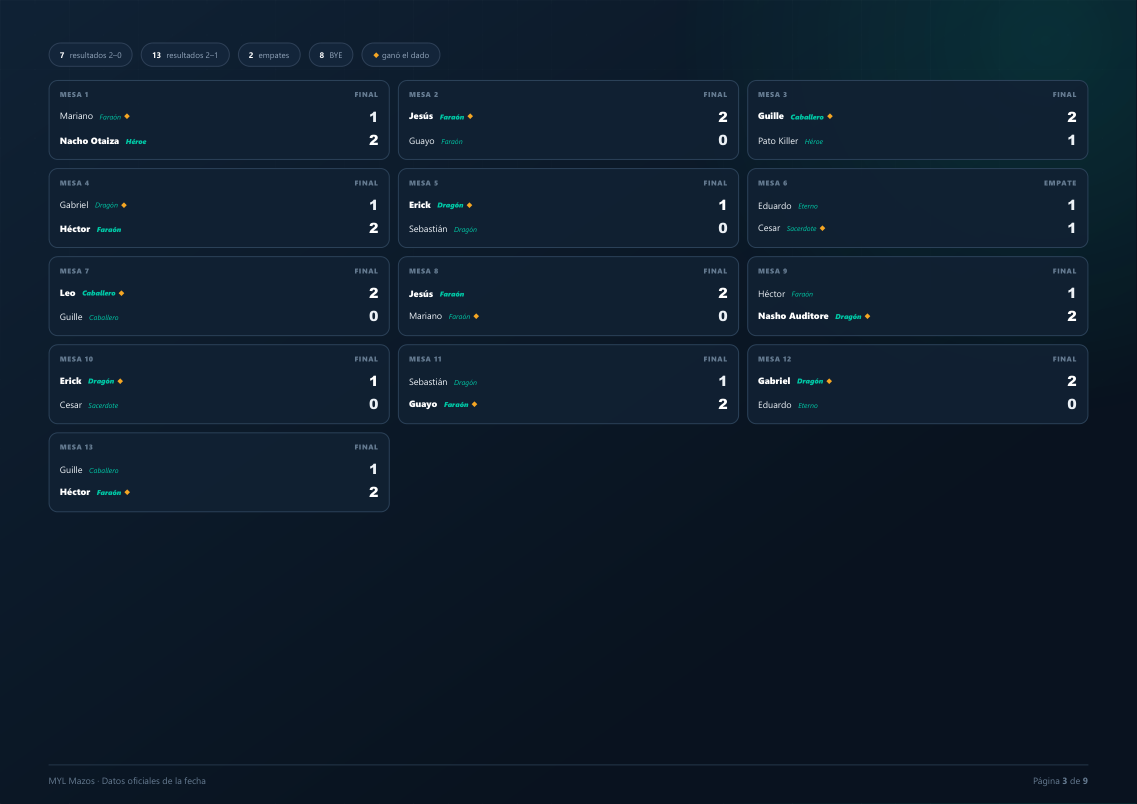 7 resultados 2–0 13 resultados 2–1 2 empates 8 BYE ◆ ganó el dado
MESA 1 FINAL
Mariano Faraón ◆ 1
Nacho Otaiza Héroe 2
MESA 2 FINAL
Jesús Faraón ◆ 2
Guayo Faraón 0
MESA 3 FINAL
Guille Caballero ◆ 2
Pato Killer Héroe 1
MESA 4 FINAL
Gabriel Dragón ◆ 1
Héctor Faraón 2
MESA 5 FINAL
Erick Dragón ◆ 1
Sebastián Dragón 0
MESA 6 EMPATE
Eduardo Eterno 1
Cesar Sacerdote ◆ 1
MESA 7 FINAL
Leo Caballero ◆ 2
Guille Caballero 0
MESA 8 FINAL
Jesús Faraón 2
Mariano Faraón ◆ 0
MESA 9 FINAL
Héctor Faraón 1
Nasho Auditore Dragón ◆ 2
MESA 10 FINAL
Erick Dragón ◆ 1
Cesar Sacerdote 0
MESA 11 FINAL
Sebastián Dragón 1
Guayo Faraón ◆ 2
MESA 12 FINAL
Gabriel Dragón ◆ 2
Eduardo Eterno 0
MESA 13 FINAL
Guille Caballero 1
Héctor Faraón ◆ 2
MYL Mazos · Datos oficiales de la fecha Página 3 de 9